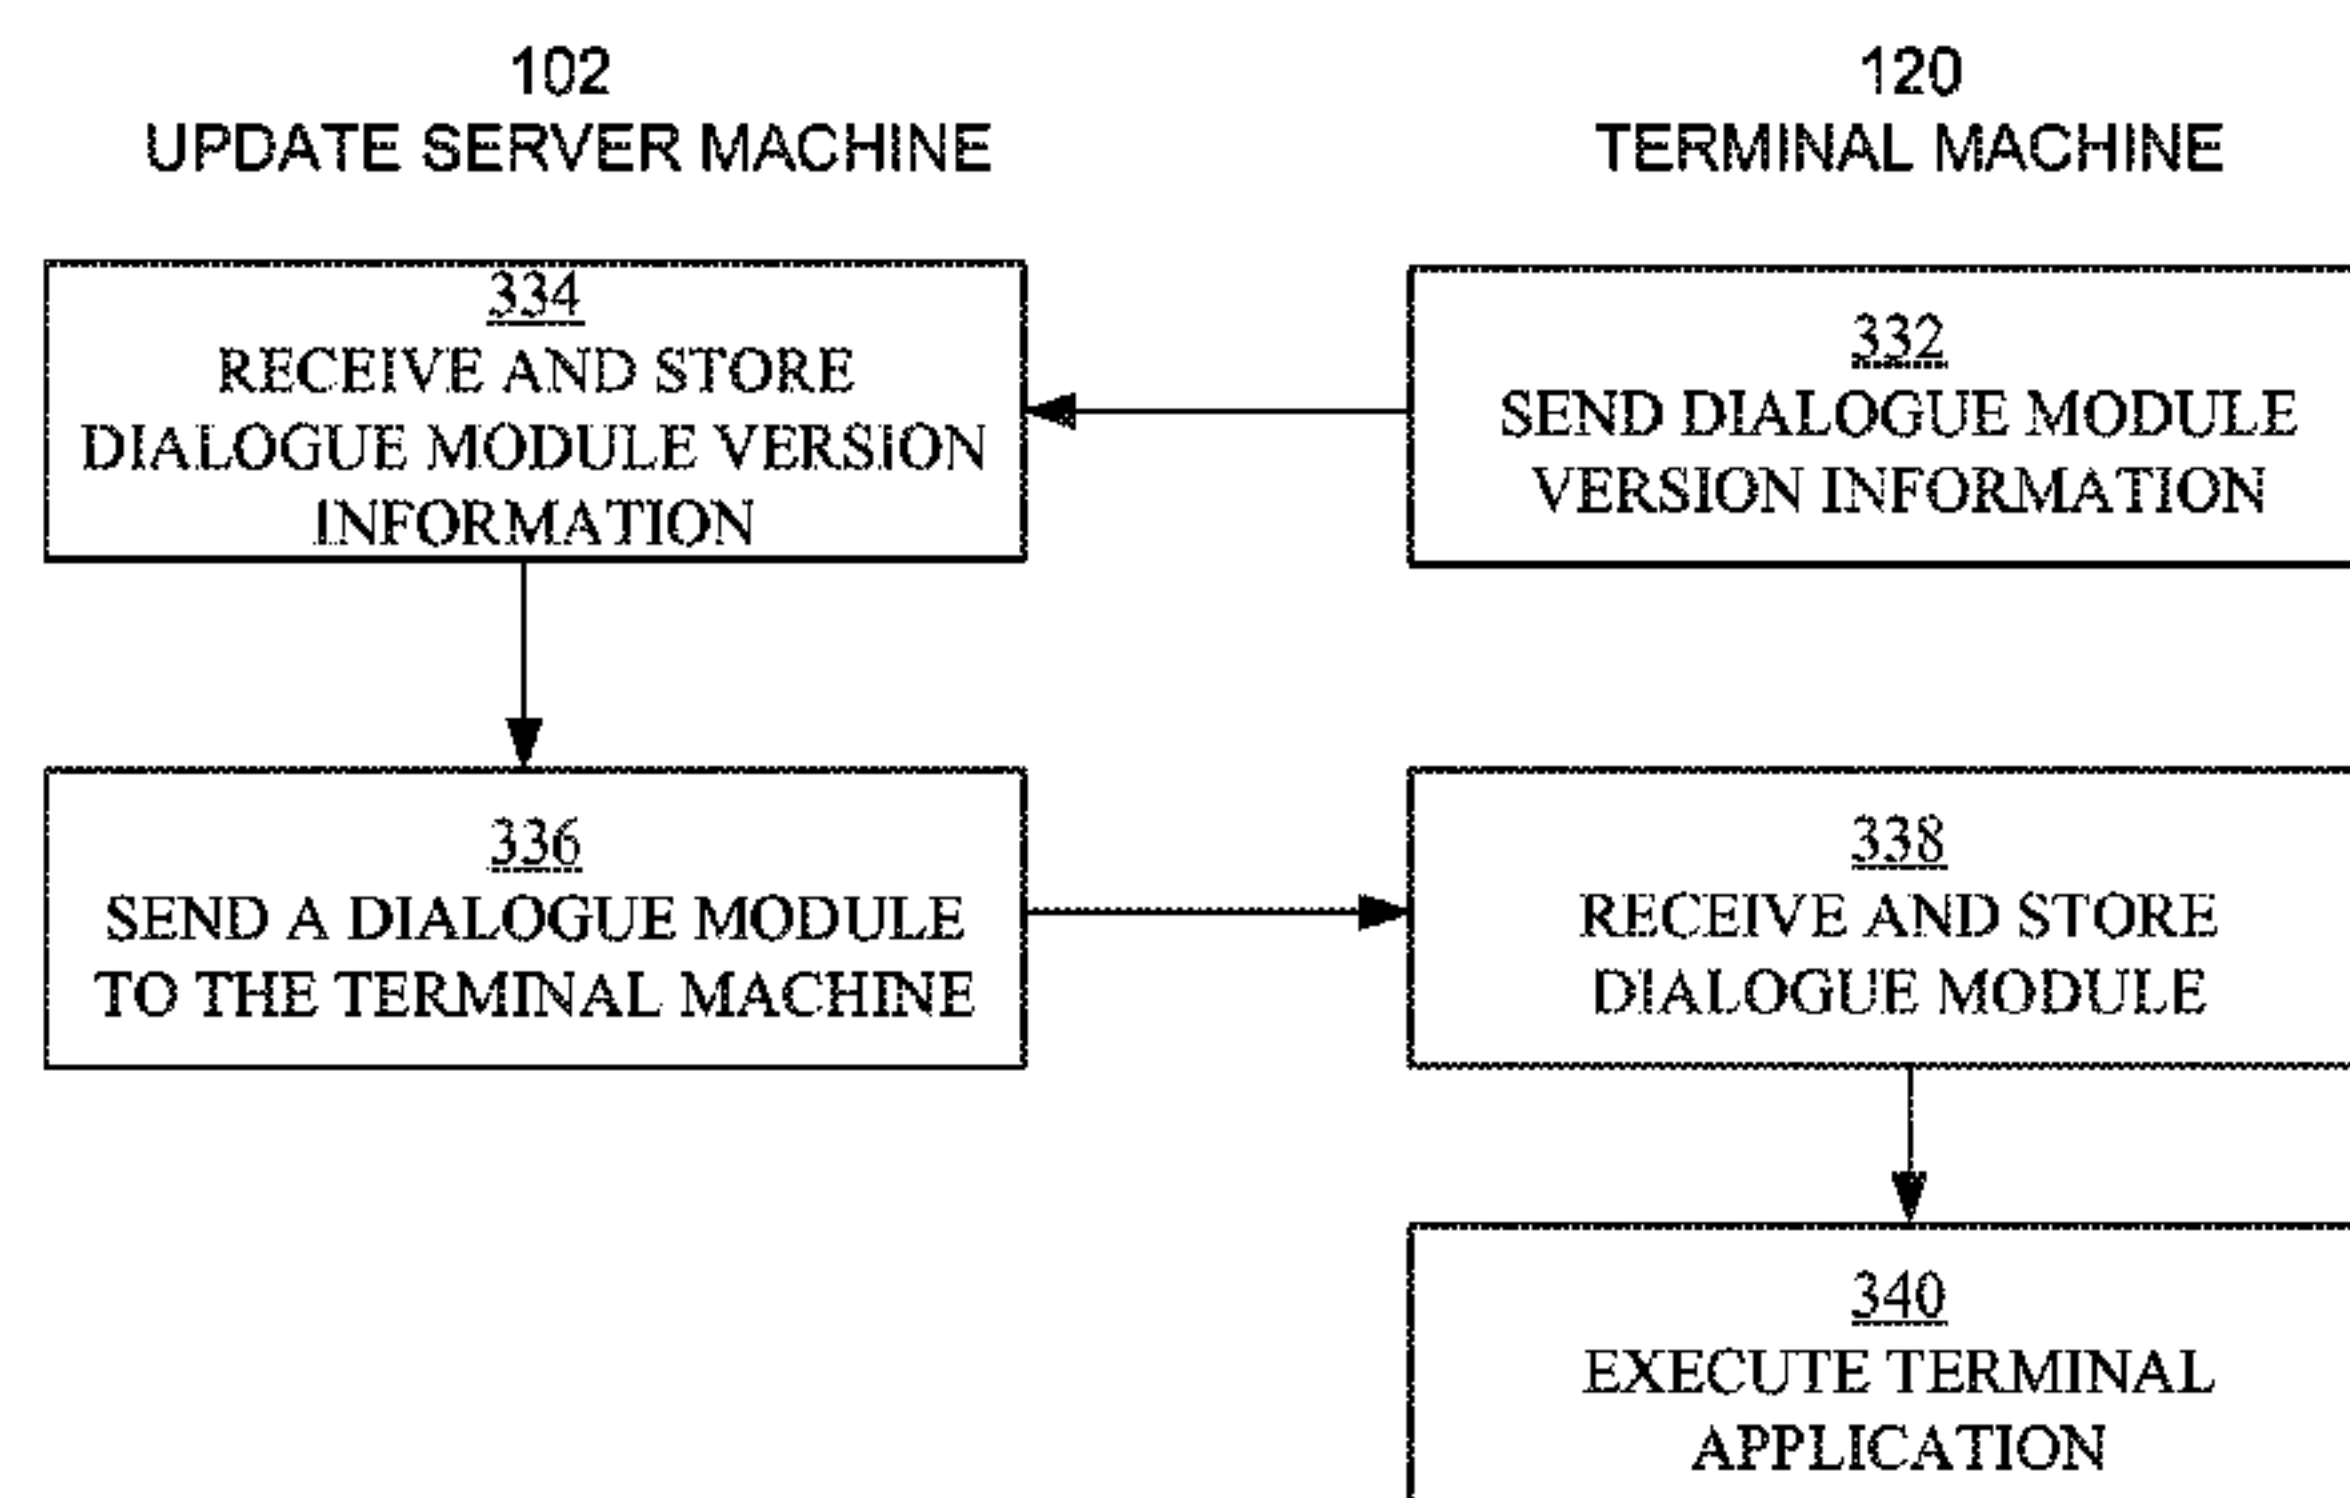 102
UPDATE SERVER MACHINE
120
TERMINAL MACHINE
334
RECEIVE AND STORE
DIALOGUE MODULE VERSION
INFORMATION
332
SEND DIALOGUE MODULE
VERSION INFORMATION
336
SEND A DIALOGUE MODULE
TO THE TERMINAL MACHINE
338
RECEIVE AND STORE
DIALOGUE MODULE
340
EXECUTE TERMINAL
APPLICATION